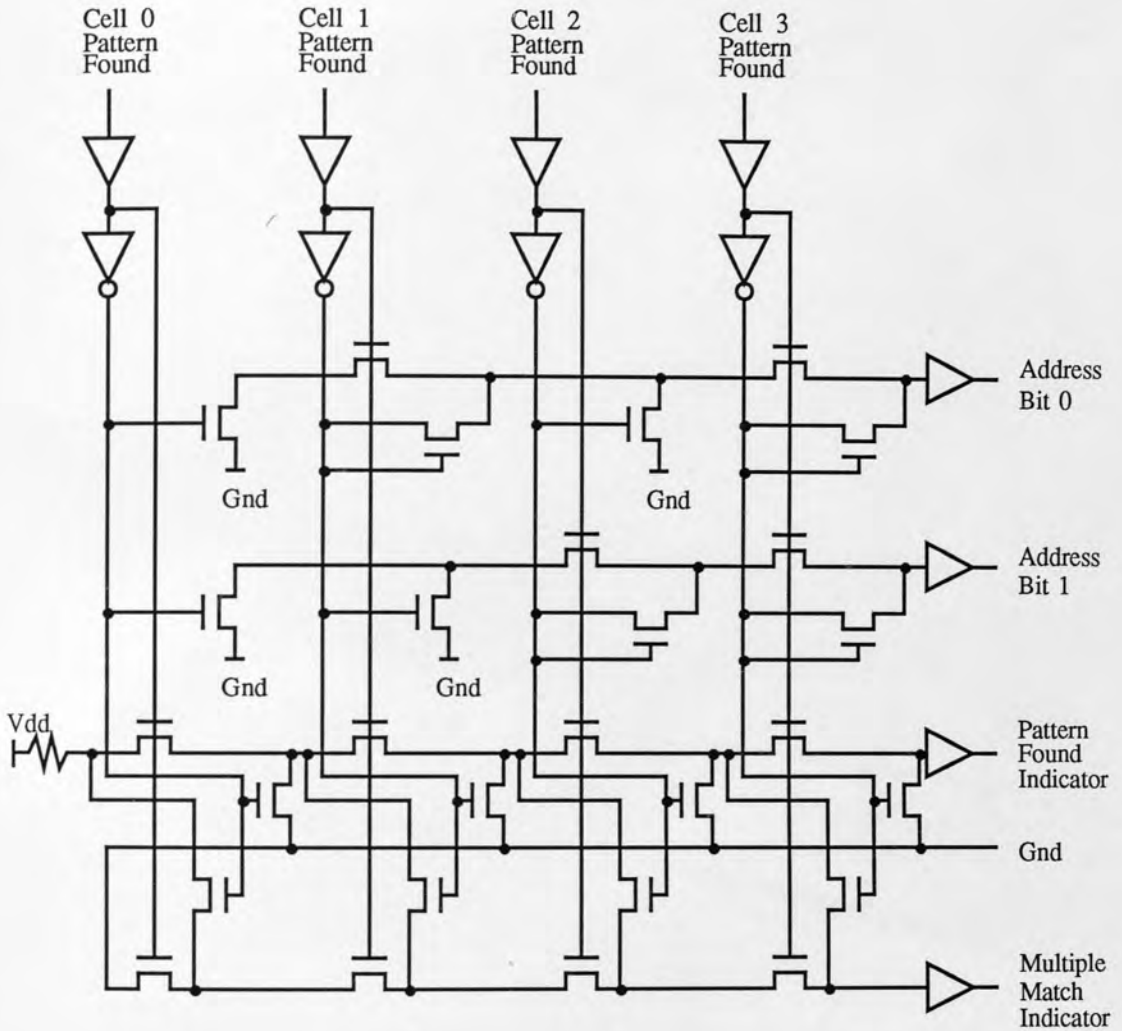 Cell 0
Pattern
Found
Cell 1
Pattern
Found
Cell 2
Pattern
Found
Cell 3
Pattern
Found
Address
Bit 0
Gnd
Gnd
Address
Bit 1
Gnd
Gnd
Vdd
Pattern
Found
Indicator
Gnd
Multiple
Match
Indicator